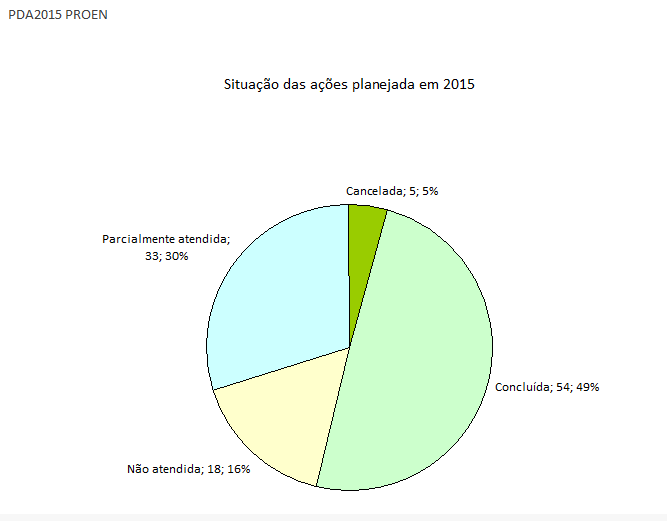 PDA2015 PROEN
Situação das ações planejada em 2015
Cancelada; 5; 5%
Parcialmente atendida;
33; 30%
Concluída; 54; 49%
Não atendida; 18; 16%